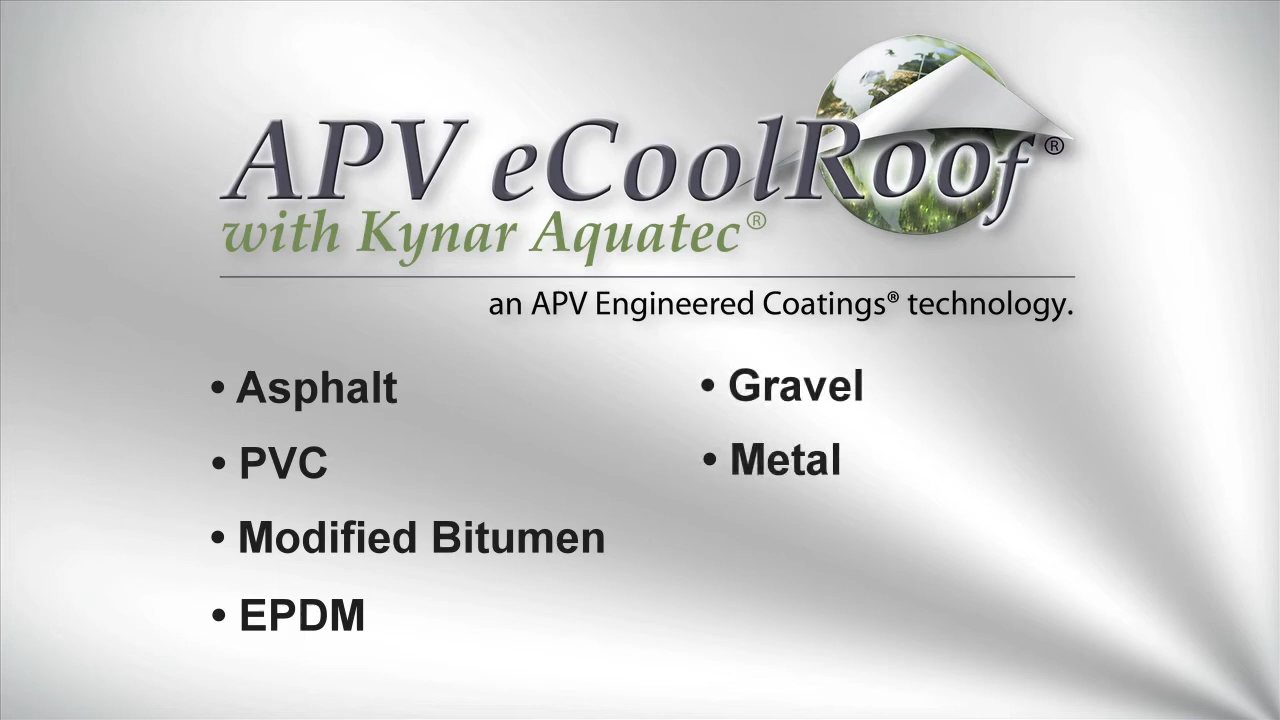 APV eCoolRoof®
with Kynar Aquatec®
an APV Engineered Coatings® technology.
• Asphalt
• PVC
• Modified Bitumen
• EPDM
• Gravel
• Metal